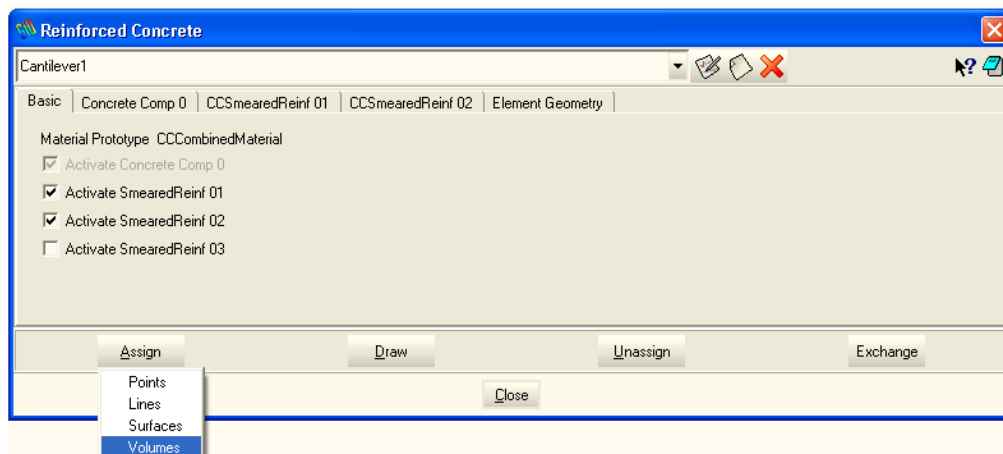 Reinforced Concrete
Cantilever1
Basic Concrete Comp 0 CCSmearedReinf 01 CCSmearedReinf 02 Element Geometry
Material Prototype CCCombinedMaterial
Activate Concrete Comp 0
Activate SmearedReinf 01
Activate SmearedReinf 02
Activate SmearedReinf 03
Assign Draw Unassign Exchange
Points
Lines
Surfaces
Volumes
Close